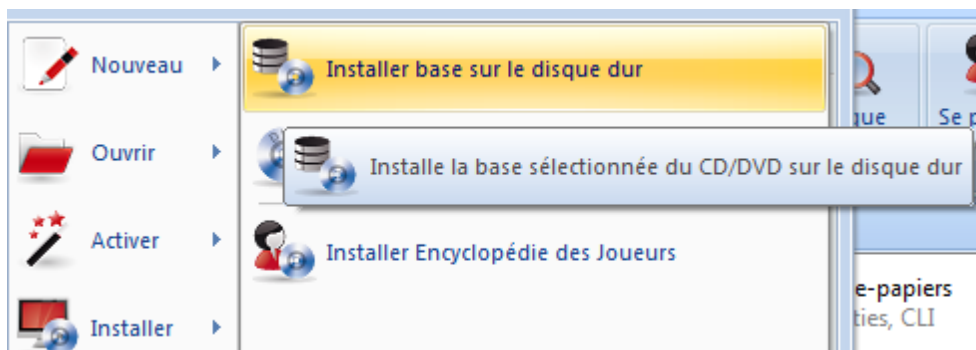 Nouveau
Installer base sur le disque dur
Ouvrir
Installe la base sélectionnée du CD/DVD sur le disque dur
Activer
Installer Encyclopédie des Joueurs
Installer
que
Se p
e-papiers
ties, CLI